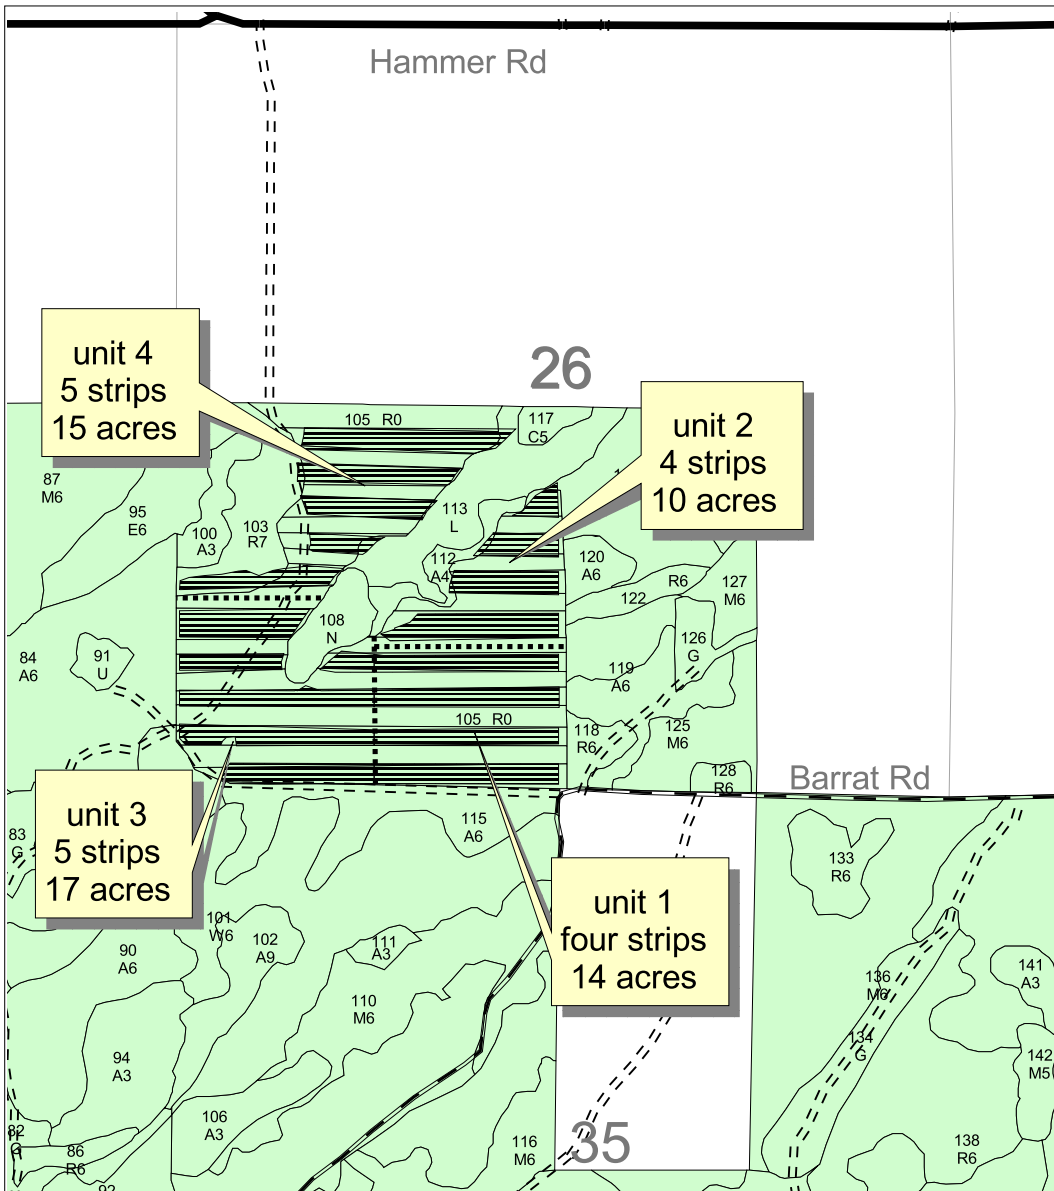 Hammer Rd
26
unit 4
5 strips
15 acres
105 R0
117
C5
unit 2
4 strips
10 acres
87
M6
95
E6
100
A3
103
R7
113
L
112
A4
120
A6
R6
122
127
M6
108
N
126
G
84
A6
91
U
119
A6
105 R0
118
R6
125
M6
128
R6
Barrat Rd
unit 3
5 strips
17 acres
83
G
115
A6
133
R6
unit 1
four strips
14 acres
101
W6
102
A9
111
A3
90
A6
110
M6
136
M6
141
A3
134
G
94
A3
142
M5
106
A3
82
G
86
R6
92
116
M6
35
138
R6